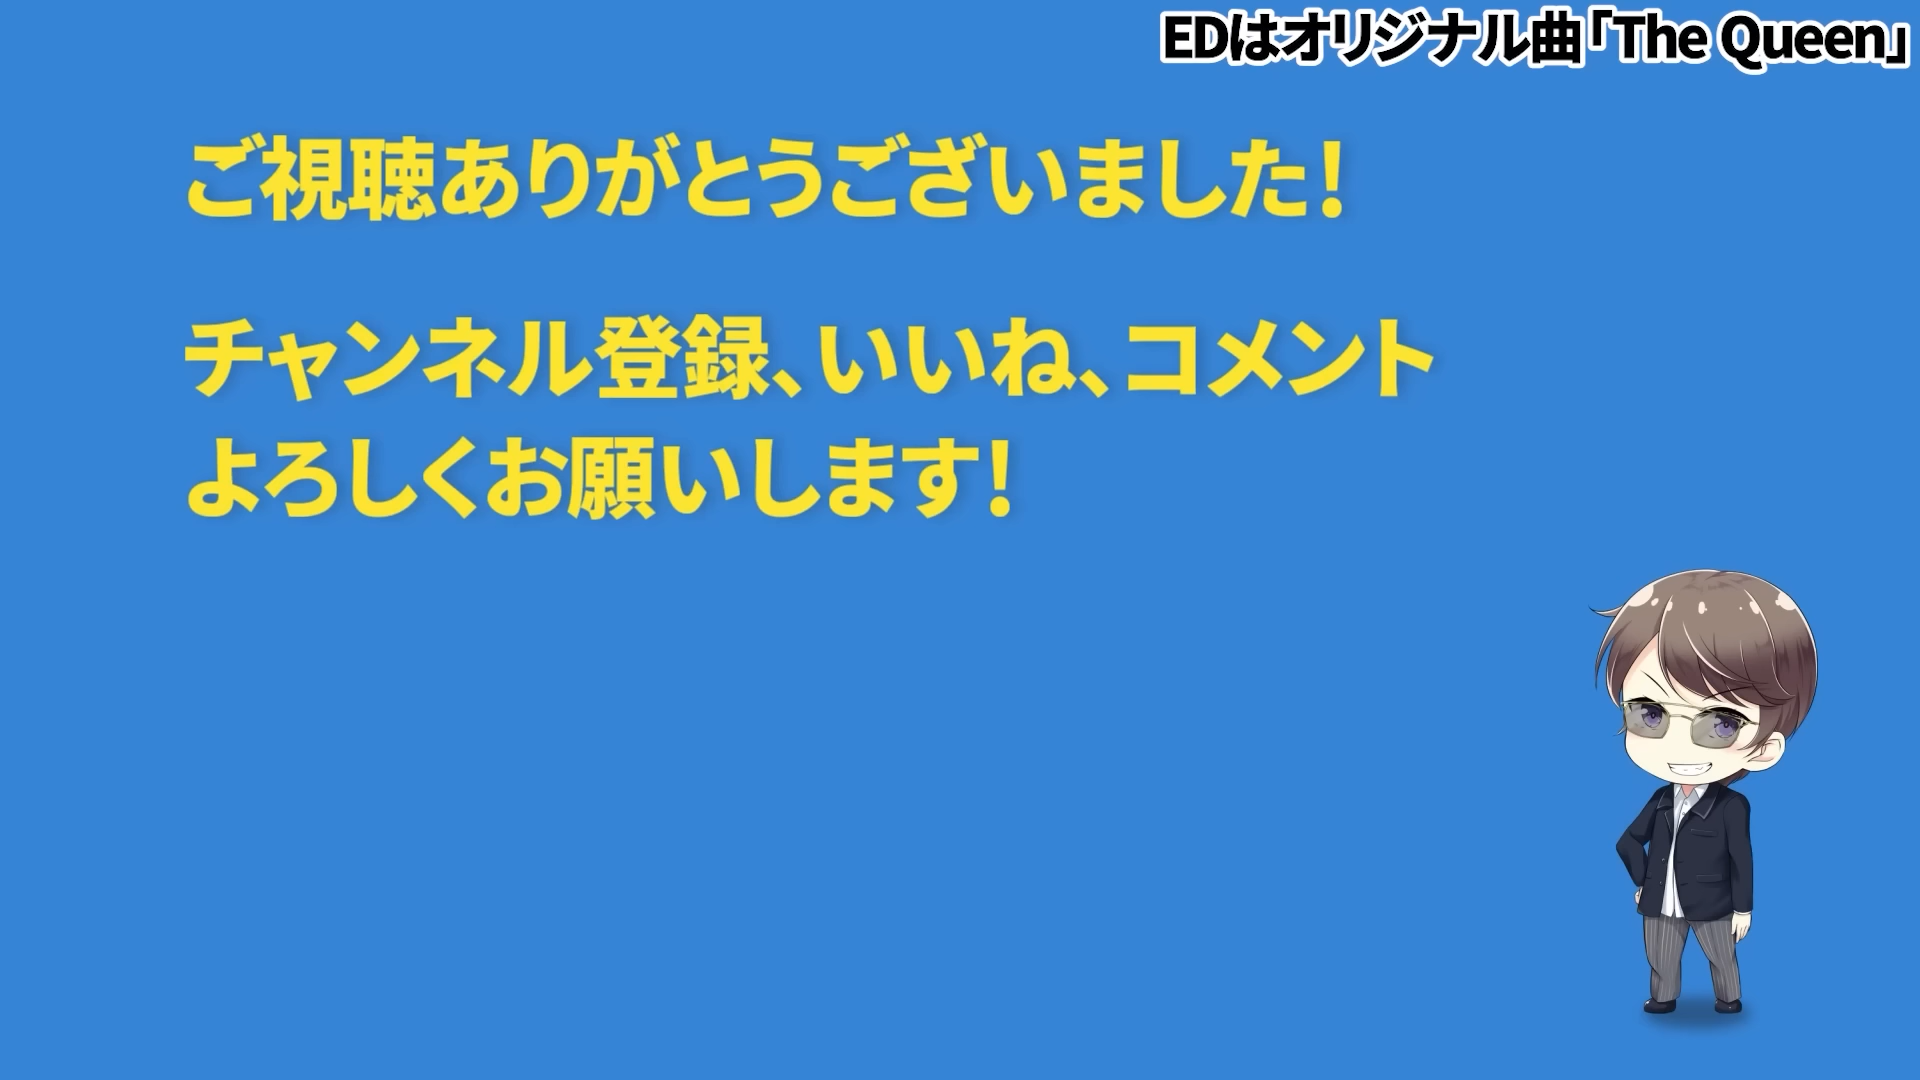 EDはオリジナル曲「The Queen」
ご視聴ありがとうございました！
チャンネル登録、いいね、コメント
よろしくお願いします！